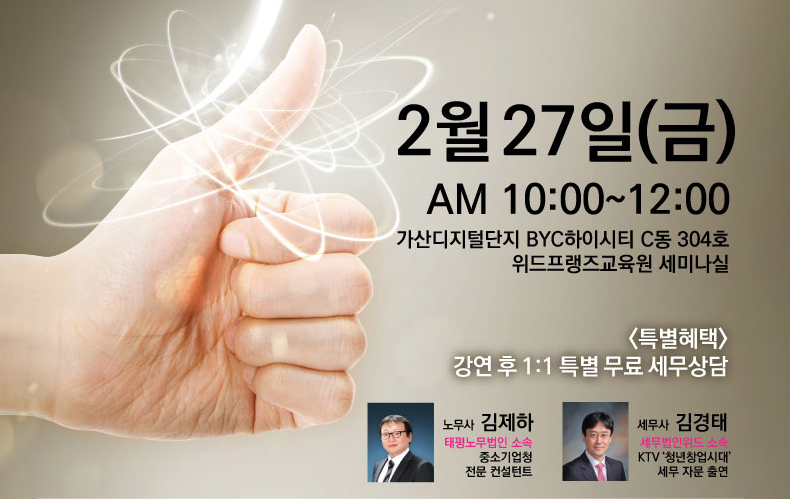 2월 27일(금)
AM 10:00~12:00
가산디지털단지 BYC하이시티 C동 304호
위드프랭즈교육원 세미나실
<특별혜택>
강연 후 1:1 특별 무료 세무상담
노무사 김제하
태평노무법인 소속
중소기업청
전문 컨설턴트
세무사 김경태
세무법인위드 소속
KTV '청년창업시대'
세무 자문 출연